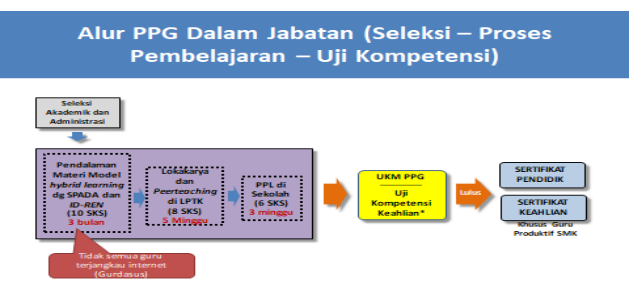 Alur PPG Dalam Jabatan (Seleksi – Proses
Pembelajaran – Uji Kompetensi)
Seleksi
Akademik dan
Administrasi
Pendalaman
Materi Model
hybrid learning
dg SPADA dan
ID-REN
(10 SKS)
3 bulan
Lokakarya
dan
Peerteaching
di LPTK
(8 SKS)
5 Minggu
PPL di
Sekolah
(6 SKS)
3 minggu
Tidak semua guru
terjangkau internet
(Gurdasus)
UKM PPG
Uji
Kompetensi
Keahlian*
Lulus
SERTIFIKAT
PENDIDIK
SERTIFIKAT
KEAHLIAN
Khusus Guru
Produktif SMK